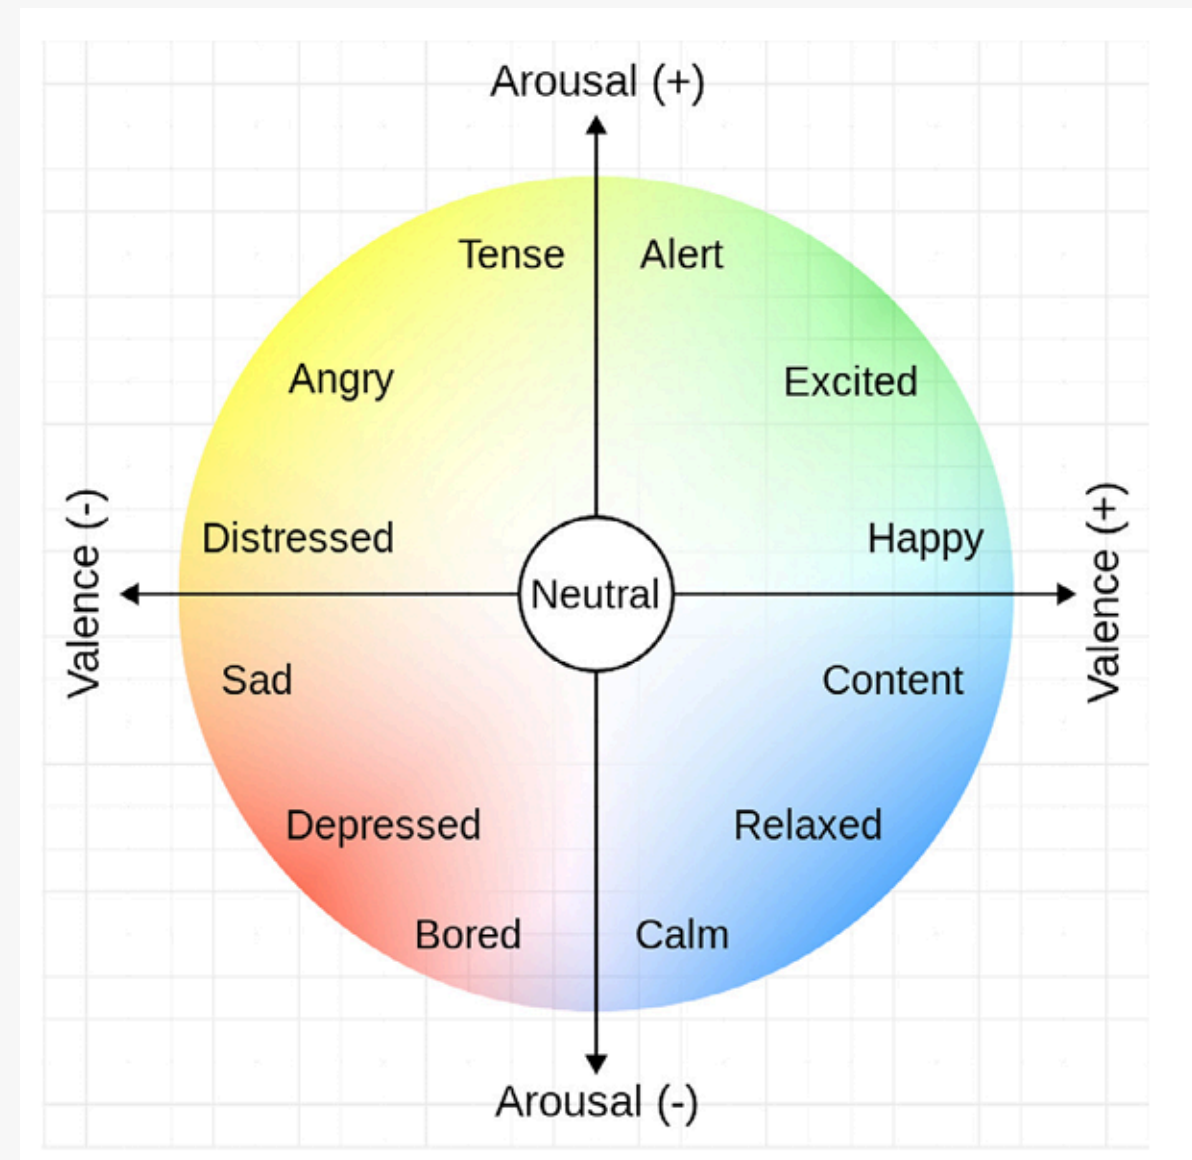 Arousal (+)
Tense
Alert
Angry
Excited
Valence (-)
Distressed
Happy
Valence (+)
Neutral
Sad
Content
Depressed
Relaxed
Bored
Calm
Arousal (-)